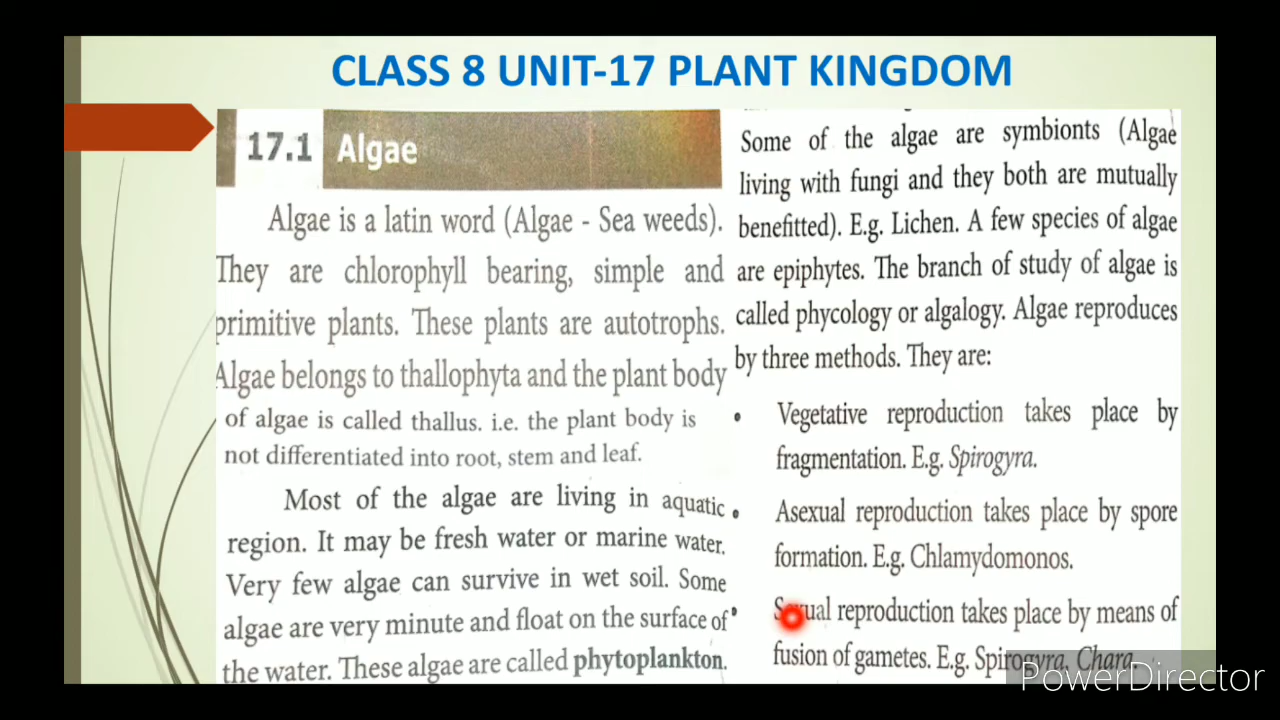 CLASS 8 UNIT-17 PLANT KINGDOM
17.1 Algae
Algae is a latin word (Algae - Sea weeds).
They are chlorophyll bearing, simple and
primitive plants. These plants are autotrophs.
Algae belongs to thallophyta and the plant body
of algae is called thallus. i.e. the plant body is
not differentiated into root, stem and leaf.
Most of the algae are living in aquatic
region. It may be fresh water or marine water.
Very few algae can survive in wet soil. Some
algae are very minute and float on the surface of
the water. These algae are called phytoplankton.
Some of the algae are symbionts (Algae
living with fungi and they both are mutually
benefitted). E.g. Lichen. A few species of algae
are epiphytes. The branch of study of algae is
called phycology or algalogy. Algae reproduces
by three methods. They are:
• Vegetative reproduction takes place by
fragmentation. E.g. Spirogyra.
• Asexual reproduction takes place by spore
formation. E.g. Chlamydomonos.
• Sexual reproduction takes place by means of
fusion of gametes. E.g. Spirogyra, Chara.
PowerDirector